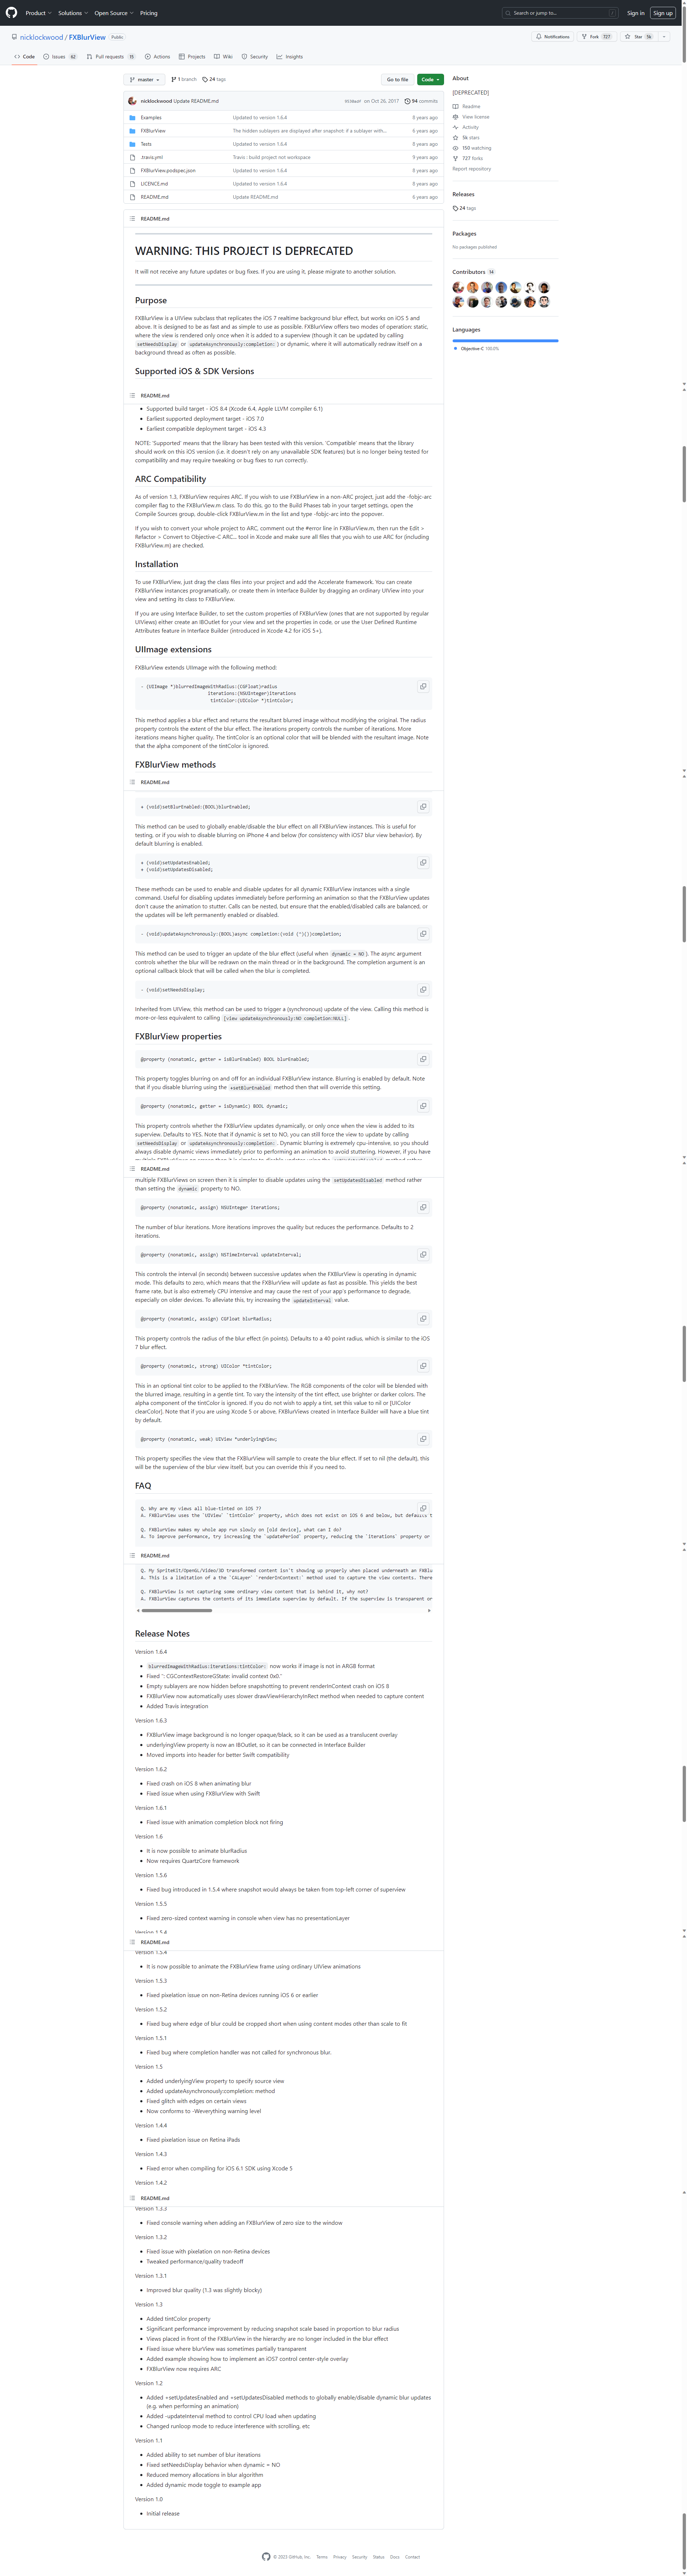 Product Solutions Open Source Pricing Search or jump to... / Sign in Sign up
nicklockwood / FXBlurView Public Notifications Fork 727 Star 5k
Code Issues 62 Pull requests 15 Actions Projects Wiki Security Insights
master 1 branch 24 tags Go to file Code
nicklockwood Update README.md on Oct 26, 2017 94 commits
Examples Updated to version 1.6.4 8 years ago
FXBlurView The hidden sublayers are displayed after snapshot: if a sublayer with... 6 years ago
Tests Updated to version 1.6.4 8 years ago
.travis.yml Travis : build project not workspace 9 years ago
FXBlurView.podspec.json Updated to version 1.6.4 8 years ago
LICENCE.md Updated to version 1.6.4 8 years ago
README.md Update README.md 6 years ago
About
[DEPRECATED]
Readme
View license
Activity
5k stars
150 watching
727 forks
Report repository
Releases
24 tags
Packages
No packages published
Contributors 14
Languages
Objective-C 100.0%
README.md
WARNING: THIS PROJECT IS DEPRECATED
It will not receive any future updates or bug fixes. If you are using it, please migrate to another solution.
Purpose
FXBlurView is a UIView subclass that replicates the iOS 7 realtime background blur effect, but works on iOS 5 and
above. It is designed to be as fast and as simple to use as possible. FXBlurView offers two modes of operation: static,
where the view is rendered only once when it is added to a superview (though it can be updated by calling
setNeedsDisplay or updateAsynchronously:completion: ) or dynamic, where it will automatically redraw itself on a
background thread as often as possible.
Supported iOS & SDK Versions
README.md
Supported build target - iOS 8.4 (Xcode 6.4, Apple LLVM compiler 6.1)
Earliest supported deployment target - iOS 7.0
Earliest compatible deployment target - iOS 4.3
NOTE: 'Supported' means that the library has been tested with this version. 'Compatible' means that the library
should work on this iOS version (i.e. it doesn't rely on any unavailable SDK features) but is no longer being tested for
compatibility and may require tweaking or bug fixes to run correctly.
ARC Compatibility
As of version 1.3, FXBlurView requires ARC. If you wish to use FXBlurView in a non-ARC project, just add the -fobjc-arc
compiler flag to the FXBlurView.m class. To do this, go to the Build Phases tab in your target settings, open the
Compile Sources group, double-click FXBlurView.m in the list and type -fobjc-arc into the popover.
If you wish to convert your whole project to ARC, comment out the #error line in FXBlurView.m, then run the Edit >
Refactor > Convert to Objective-C ARC... tool in Xcode and make sure all files that you wish to use ARC for (including
FXBlurView.m) are checked.
Installation
To use FXBlurView, just drag the class files into your project and add the Accelerate framework. You can create
FXBlurView instances programatically, or create them in Interface Builder by dragging an ordinary UIView into your
view and setting its class to FXBlurView.
If you are using Interface Builder, to set the custom properties of FXBlurView (ones that are not supported by regular
UIViews) either create an IBOutlet for your view and set the properties in code, or use the User Defined Runtime
Attributes feature in Interface Builder (introduced in Xcode 4.2 for iOS 5+).
UIImage extensions
FXBlurView extends UIImage with the following method:
- (UIImage *)blurredImageWithRadius:(CGFloat)radius
iterations:(NSUInteger)iterations
tintColor:(UIColor *)tintColor;
This method applies a blur effect and returns the resultant blurred image without modifying the original. The radius
property controls the extent of the blur effect. The iterations property controls the number of iterations. More
iterations means higher quality. The tintColor is an optional color that will be blended with the resultant image. Note
that the alpha component of the tintColor is ignored.
FXBlurView methods
README.md
+ (void)setBlurEnabled:(BOOL)blurEnabled;
This method can be used to globally enable/disable the blur effect on all FXBlurView instances. This is useful for
testing, or if you wish to disable blurring on iPhone 4 and below (for consistency with iOS7 blur view behavior). By
default blurring is enabled.
+ (void)setUpdatesEnabled;
+ (void)setUpdatesDisabled;
These methods can be used to enable and disable updates for all dynamic FXBlurView instances with a single
command. Useful for disabling updates immediately before performing an animation so that the FXBlurView updates
don't cause the animation to stutter. Calls can be nested, but ensure that the enabled/disabled calls are balanced, or
the updates will be left permanently enabled or disabled.
- (void)updateAsynchronously:(BOOL)async completion:(void (^)())completion;
This method can be used to trigger an update of the blur effect (useful when dynamic = NO ). The async argument
controls whether the blur will be redrawn on the main thread or in the background. The completion argument is an
optional callback block that will be called when the blur is completed.
- (void)setNeedsDisplay;
Inherited from UIView, this method can be used to trigger a (synchronous) update of the view. Calling this method is
more-or-less equivalent to calling [view updateAsynchronously:NO completion:NULL] .
FXBlurView properties
@property (nonatomic, getter = isBlurEnabled) BOOL blurEnabled;
This property toggles blurring on and off for an individual FXBlurView instance. Blurring is enabled by default. Note
that if you disable blurring using the +setBlurEnabled method then that will override this setting.
@property (nonatomic, getter = isDynamic) BOOL dynamic;
This property controls whether the FXBlurView updates dynamically, or only once when the view is added to its
superview. Defaults to YES. Note that if dynamic is set to NO, you can still force the view to update by calling
setNeedsDisplay or updateAsynchronously:completion: . Dynamic blurring is extremely cpu-intensive, so you should
always disable dynamic views immediately prior to performing an animation to avoid stuttering. However, if you have
README.md
multiple FXBlurViews on screen then it is simpler to disable updates using the setUpdatesDisabled method rather
than setting the dynamic property to NO.
@property (nonatomic, assign) NSUInteger iterations;
The number of blur iterations. More iterations improves the quality but reduces the performance. Defaults to 2
iterations.
@property (nonatomic, assign) NSTimeInterval updateInterval;
This controls the interval (in seconds) between successive updates when the FXBlurView is operating in dynamic
mode. This defaults to zero, which means that the FXBlurView will update as fast as possible. This yields the best
frame rate, but is also extremely CPU intensive and may cause the rest of your app's performance to degrade,
especially on older devices. To alleviate this, try increasing the updateInterval value.
@property (nonatomic, assign) CGFloat blurRadius;
This property controls the radius of the blur effect (in points). Defaults to a 40 point radius, which is similar to the iOS
7 blur effect.
@property (nonatomic, strong) UIColor *tintColor;
This in an optional tint color to be applied to the FXBlurView. The RGB components of the color will be blended with
the blurred image, resulting in a gentle tint. To vary the intensity of the tint effect, use brighter or darker colors. The
alpha component of the tintColor is ignored. If you do not wish to apply a tint, set this value to nil or [UIColor
clearColor]. Note that if you are using Xcode 5 or above, FXBlurViews created in Interface Builder will have a blue tint
by default.
@property (nonatomic, weak) UIView *underlyingView;
This property specifies the view that the FXBlurView will sample to create the blur effect. If set to nil (the default), this
will be the superview of the blur view itself, but you can override this if you need to.
FAQ
Q. Why are my views all blue-tinted on iOS 7?
A. FXBlurView uses the `UIView` `tintColor` property, which does not exist on iOS 6 and below, but defaults t
Q. FXBlurView makes my whole app run slowly on [old device], what can I do?
A. To improve performance, try increasing the `updatePeriod` property, reducing the `iterations` property or
README.md
Q. My SpriteKit/OpenGL/Video/3D transformed content isn't showing up properly when placed underneath an FXBlu
A. This is a limitation of a the `CALayer` `renderInContext:` method used to capture the view contents. There
Q. FXBlurView is not capturing some ordinary view content that is behind it, why not?
A. FXBlurView captures the contents of its immediate superview by default. If the superview is transparent or
Release Notes
Version 1.6.4
blurredImageWithRadius:iterations:tintColor: now works if image is not in ARGB format
Fixed ": CGContextRestoreGState: invalid context 0x0."
Empty sublayers are now hidden before snapshotting to prevent renderInContext crash on iOS 8
FXBlurView now automatically uses slower drawViewHierarchyInRect method when needed to capture content
Added Travis integration
Version 1.6.3
FXBlurView image background is no longer opaque/black, so it can be used as a translucent overlay
underlyingView property is now an IBOutlet, so it can be connected in Interface Builder
Moved imports into header for better Swift compatibility
Version 1.6.2
Fixed crash on iOS 8 when animating blur
Fixed issue when using FXBlurView with Swift
Version 1.6.1
Fixed issue with animation completion block not firing
Version 1.6
It is now possible to animate blurRadius
Now requires QuartzCore framework
Version 1.5.6
Fixed bug introduced in 1.5.4 where snapshot would always be taken from top-left corner of superview
Version 1.5.5
Fixed zero-sized context warning in console when view has no presentationLayer
Version 1.5.4
README.md
Version 1.5.4
It is now possible to animate the FXBlurView frame using ordinary UIView animations
Version 1.5.3
Fixed pixelation issue on non-Retina devices running iOS 6 or earlier
Version 1.5.2
Fixed bug where edge of blur could be cropped short when using content modes other than scale to fit
Version 1.5.1
Fixed bug where completion handler was not called for synchronous blur.
Version 1.5
Added underlyingView property to specify source view
Added updateAsynchronously:completion: method
Fixed glitch with edges on certain views
Now conforms to -Weverything warning level
Version 1.4.4
Fixed pixelation issue on Retina iPads
Version 1.4.3
Fixed error when compiling for iOS 6.1 SDK using Xcode 5
Version 1.4.2
README.md
Version 1.3.3
Fixed console warning when adding an FXBlurView of zero size to the window
Version 1.3.2
Fixed issue with pixelation on non-Retina devices
Tweaked performance/quality tradeoff
Version 1.3.1
Improved blur quality (1.3 was slightly blocky)
Version 1.3
Added tintColor property
Significant performance improvement by reducing snapshot scale based in proportion to blur radius
Views placed in front of the FXBlurView in the hierarchy are no longer included in the blur effect
Fixed issue where blurView was sometimes partially transparent
Added example showing how to implement an iOS7 control center-style overlay
FXBlurView now requires ARC
Version 1.2
Added +setUpdatesEnabled and +setUpdatesDisabled methods to globally enable/disable dynamic blur updates
(e.g. when performing an animation)
Added -updateInterval method to control CPU load when updating
Changed runloop mode to reduce interference with scrolling, etc
Version 1.1
Added ability to set number of blur iterations
Fixed setNeedsDisplay behavior when dynamic = NO
Reduced memory allocations in blur algorithm
Added dynamic mode toggle to example app
Version 1.0
Initial release
© 2023 GitHub, Inc. Terms Privacy Security Status Docs Contact